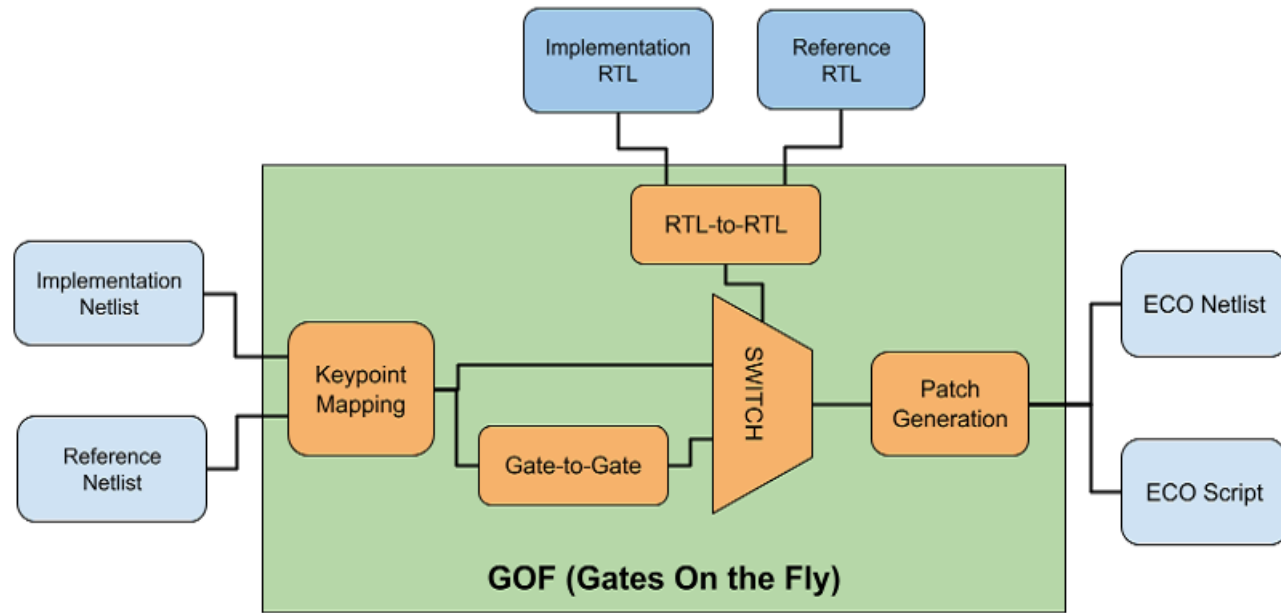 Implementation
RTL
Reference
RTL
RTL-to-RTL
Implementation
Netlist
Reference
Netlist
Keypoint
Mapping
Gate-to-Gate
SWITCH
Patch
Generation
ECO Netlist
ECO Script
GOF (Gates On the Fly)